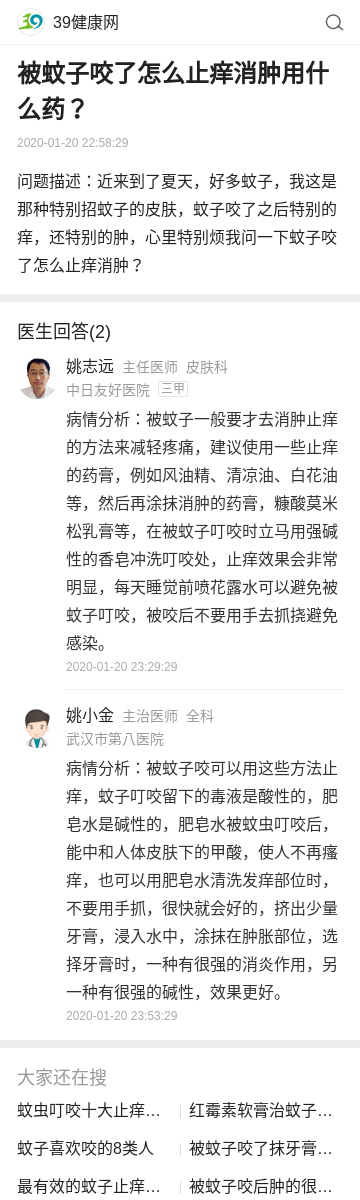 39健康网
被蚊子咬了怎么止痒消肿用什
么药？
2020-01-20 22:58:29
问题描述：近来到了夏天，好多蚊子，我这是
那种特别招蚊子的皮肤，蚊子咬了之后特别的
痒，还特别的肿，心里特别烦我问一下蚊子咬
了怎么止痒消肿？
医生回答(2)
姚志远 主任医师 皮肤科
中日友好医院 三甲
病情分析：被蚊子一般要才去消肿止痒
的方法来减轻疼痛，建议使用一些止痒
的药膏，例如风油精、清凉油、白花油
等，然后再涂抹消肿的药膏，糠酸莫米
松乳膏等，在被蚊子叮咬时立马用强碱
性的香皂冲洗叮咬处，止痒效果会非常
明显，每天睡觉前喷花露水可以避免被
蚊子叮咬，被咬后不要用手去抓挠避免
感染。
2020-01-20 23:29:29
姚小金 主治医师 全科
武汉市第八医院
病情分析：被蚊子咬可以用这些方法止
痒，蚊子叮咬留下的毒液是酸性的，肥
皂水是碱性的，肥皂水被蚊虫叮咬后，
能中和人体皮肤下的甲酸，使人不再瘙
痒，也可以用肥皂水清洗发痒部位时，
不要用手抓，很快就会好的，挤出少量
牙膏，浸入水中，涂抹在肿胀部位，选
择牙膏时，一种有很强的消炎作用，另
一种有很强的碱性，效果更好。
2020-01-20 23:53:29
大家还在搜
蚊虫叮咬十大止痒… 红霉素软膏治蚊子…
蚊子喜欢咬的8类人 被蚊子咬了抹牙膏…
最有效的蚊子止痒… 被蚊子咬后肿的很…